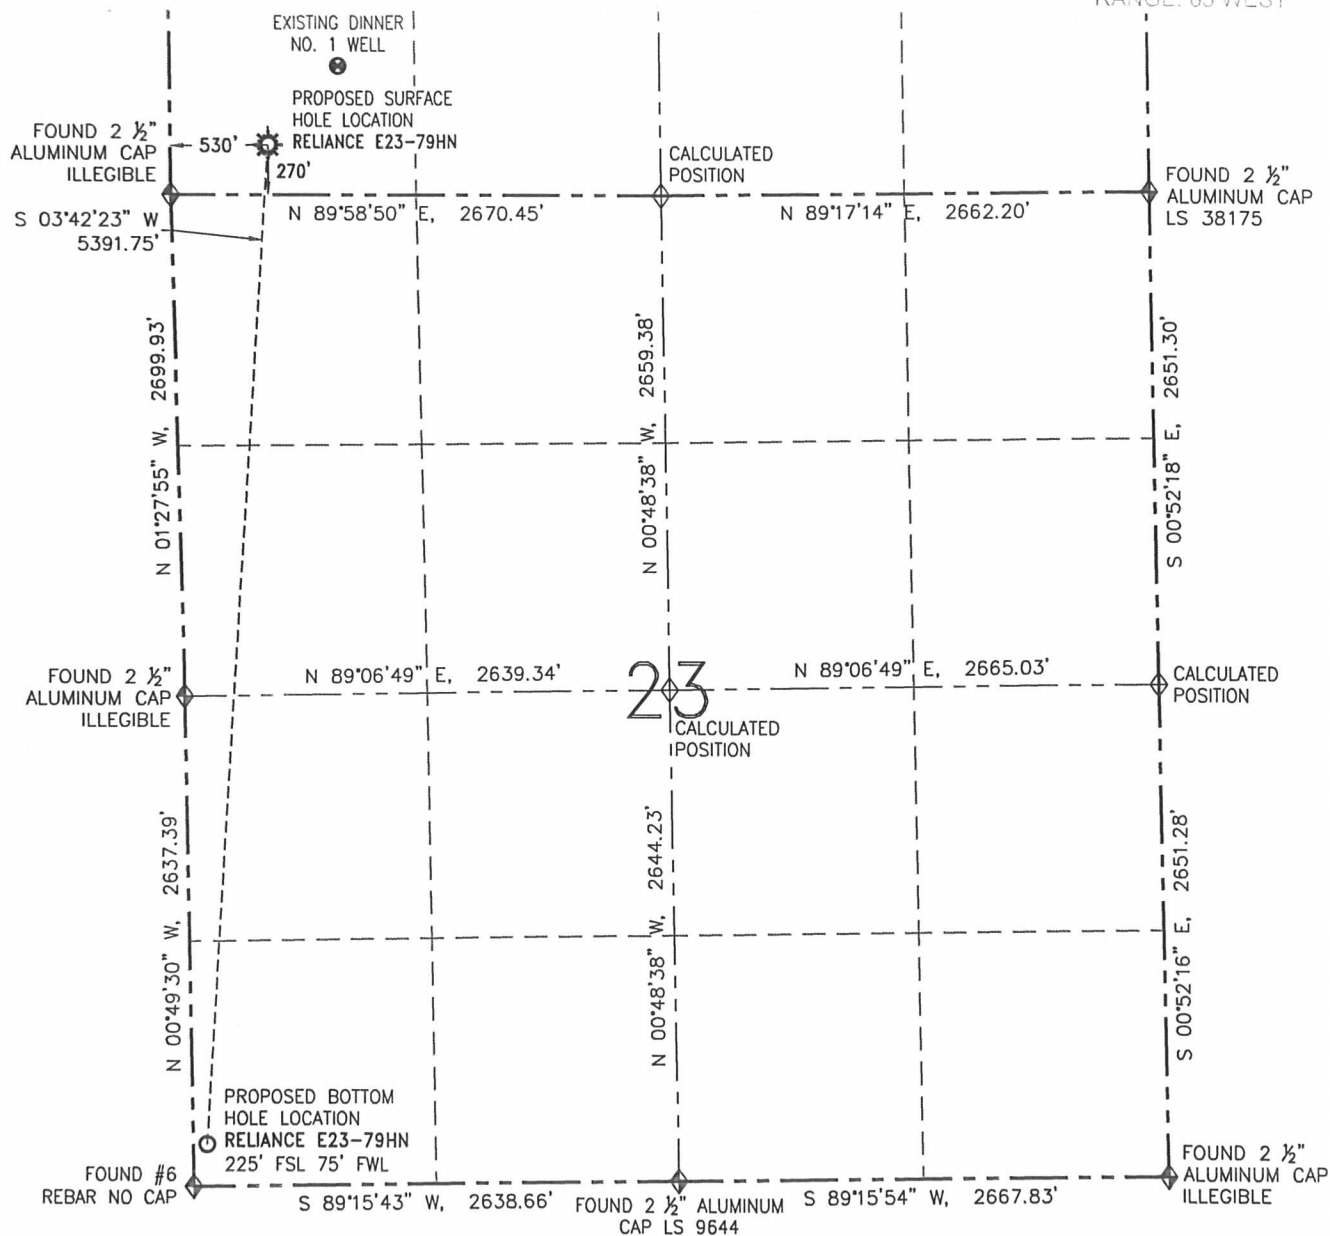 RANGE: 65 WEST
EXISTING DINNER
NO. 1 WELL
PROPOSED SURFACE
HOLE LOCATION
RELIANCE E23-79HN
FOUND 2 ½"
ALUMINUM CAP
ILLEGIBLE
530'
270'
CALCULATED
POSITION
FOUND 2 ½"
ALUMINUM CAP
LS 38175
S 03°42'23" W
5391.75'
N 89°58'50" E, 2670.45'
N 89°17'14" E, 2662.20'
N 01°27'55" W, 2699.93'
N 00°48'38" W, 2659.38'
S 00°52'18" E, 2651.30'
FOUND 2 ½"
ALUMINUM CAP
ILLEGIBLE
N 89°06'49" E, 2639.34'
23
N 89°06'49" E, 2665.03'
CALCULATED
POSITION
CALCULATED
POSITION
N 00°49'30" W, 2637.39'
N 00°48'38" W, 2644.23'
S 00°52'16" E, 2651.28'
PROPOSED BOTTOM
HOLE LOCATION
RELIANCE E23-79HN
225' FSL 75' FWL
FOUND #6
REBAR NO CAP
S 89°15'43" W, 2638.66'
FOUND 2 ½" ALUMINUM
CAP LS 9644
S 89°15'54" W, 2667.83'
FOUND 2 ½"
ALUMINUM CAP
ILLEGIBLE